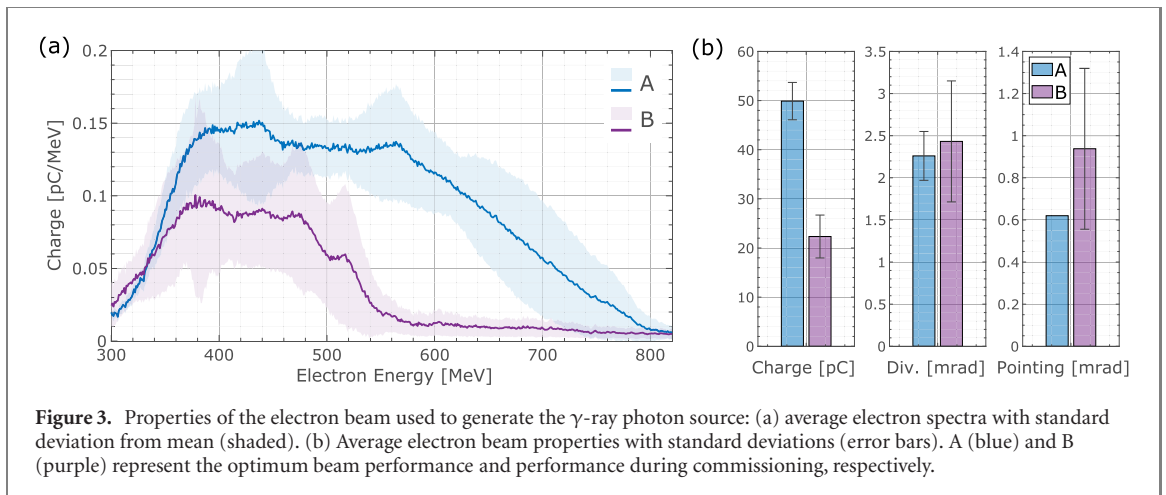 (a)
0.2
0.15
0.1
0.05
0
Charge [pC/MeV]
A
B
300
400
500
600
700
800
Electron Energy [MeV]
(b)
60
50
40
30
20
10
0
Charge [pC]
3.5
3
2.5
2
1.5
1
0.5
0
Div. [mrad]
1.4
1.2
1
0.8
0.6
0.4
0.2
0
Pointing [mrad]
A
B
Figure 3. Properties of the electron beam used to generate the γ-ray photon source: (a) average electron spectra with standard
deviation from mean (shaded). (b) Average electron beam properties with standard deviations (error bars). A (blue) and B
(purple) represent the optimum beam performance and performance during commissioning, respectively.